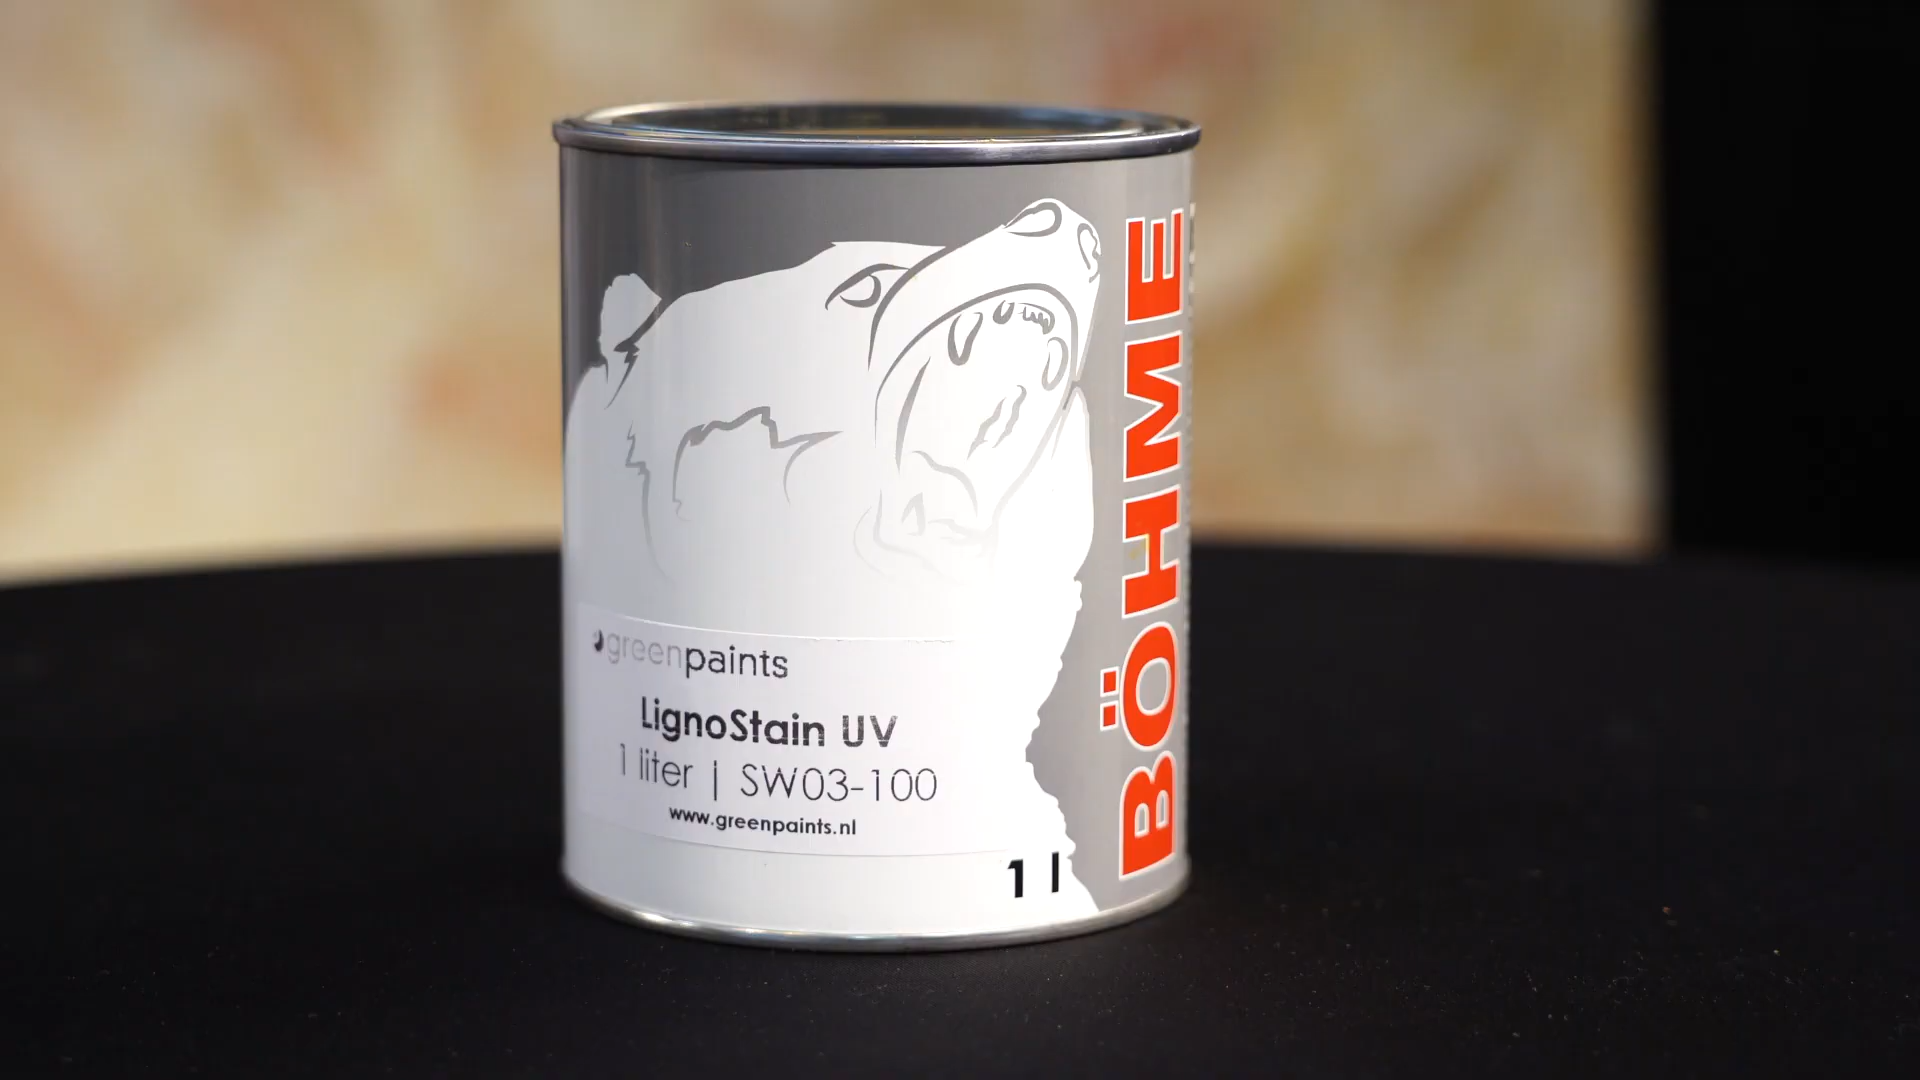 greenpaints
LignoStain UV
1 liter | SW03-100
www.greenpaints.nl
1 l
BÖHME